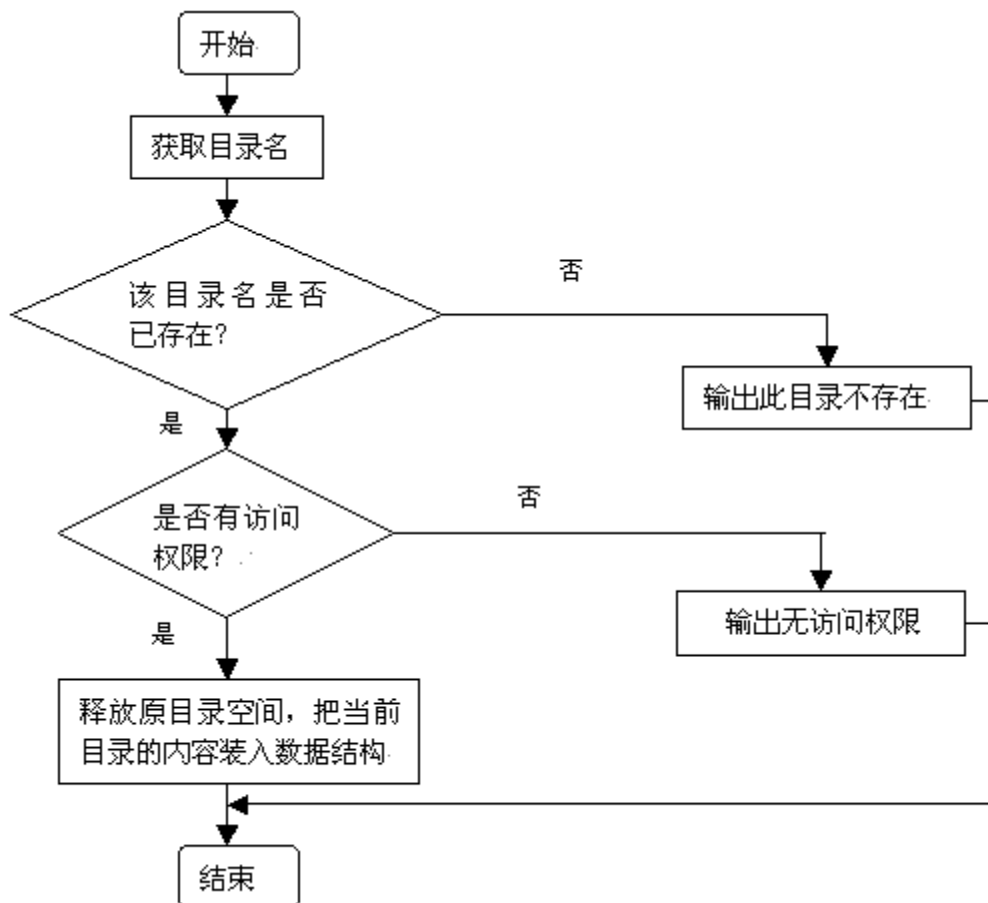 开始
获取目录名
该目录名是否
已存在?
否
输出此目录不存在
是
是否有访问
权限?
否
输出无访问权限
是
释放原目录空间，把当前
目录的内容装入数据结构
结束